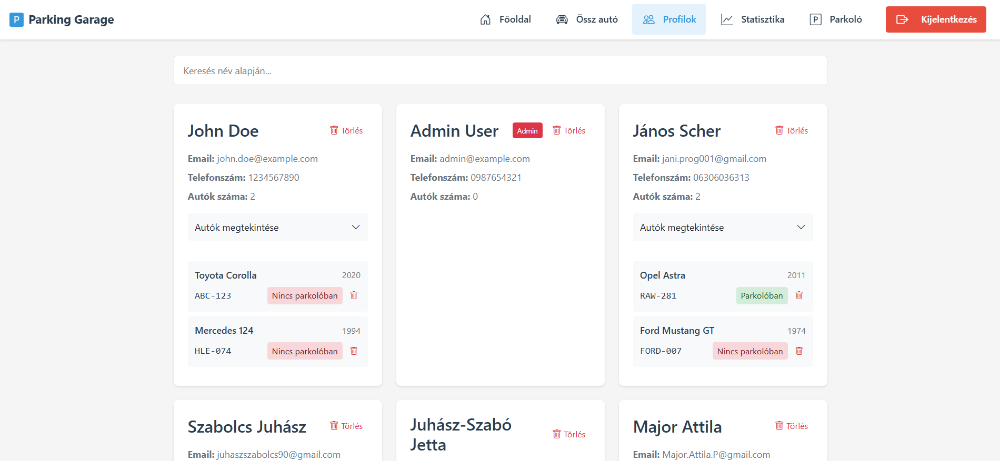 P Parking Garage
Főoldal
Össz autó
Profilok
Statisztika
P Parkoló
Kijelentkezés
Keresés név alapján...
John Doe
Törlés
Email: john.doe@example.com
Telefonszám: 1234567890
Autók száma: 2
Autók megtekintése
Toyota Corolla
2020
ABC-123
Nincs parkolóban
Mercedes 124
1994
HLE-074
Nincs parkolóban
Admin User
Admin
Törlés
Email: admin@example.com
Telefonszám: 0987654321
Autók száma: 0
János Scher
Törlés
Email: jani.prog001@gmail.com
Telefonszám: 06306036313
Autók száma: 2
Autók megtekintése
Opel Astra
2011
RAW-281
Parkolóban
Ford Mustang GT
1974
FORD-007
Nincs parkolóban
Szabolcs Juhász
Törlés
Email: juhaszszabolcs90@gmail.com
Juhász-Szabó
Jetta
Törlés
Major Attila
Törlés
Email: Major.Attila.P@gmail.com